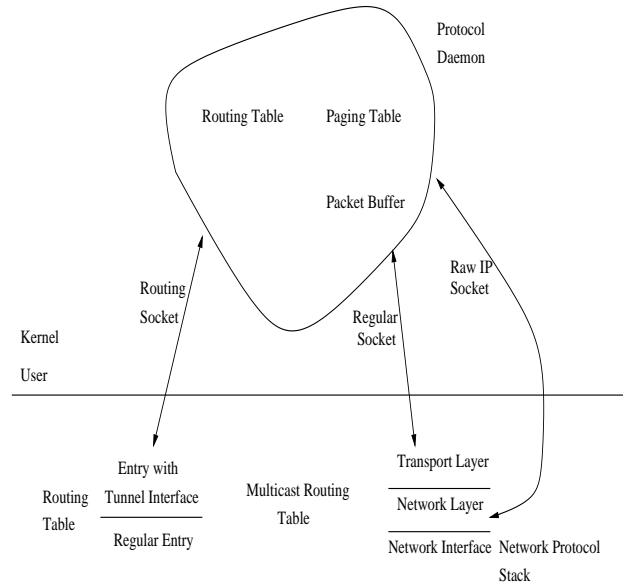 Protocol
Daemon
Routing Table
Paging Table
Packet Buffer
Routing
Socket
Regular
Socket
Raw IP
Socket
Kernel
User
Routing
Table
Entry with
Tunnel Interface
Regular Entry
Multicast Routing
Table
Transport Layer
Network Layer
Network Interface
Network Protocol
Stack